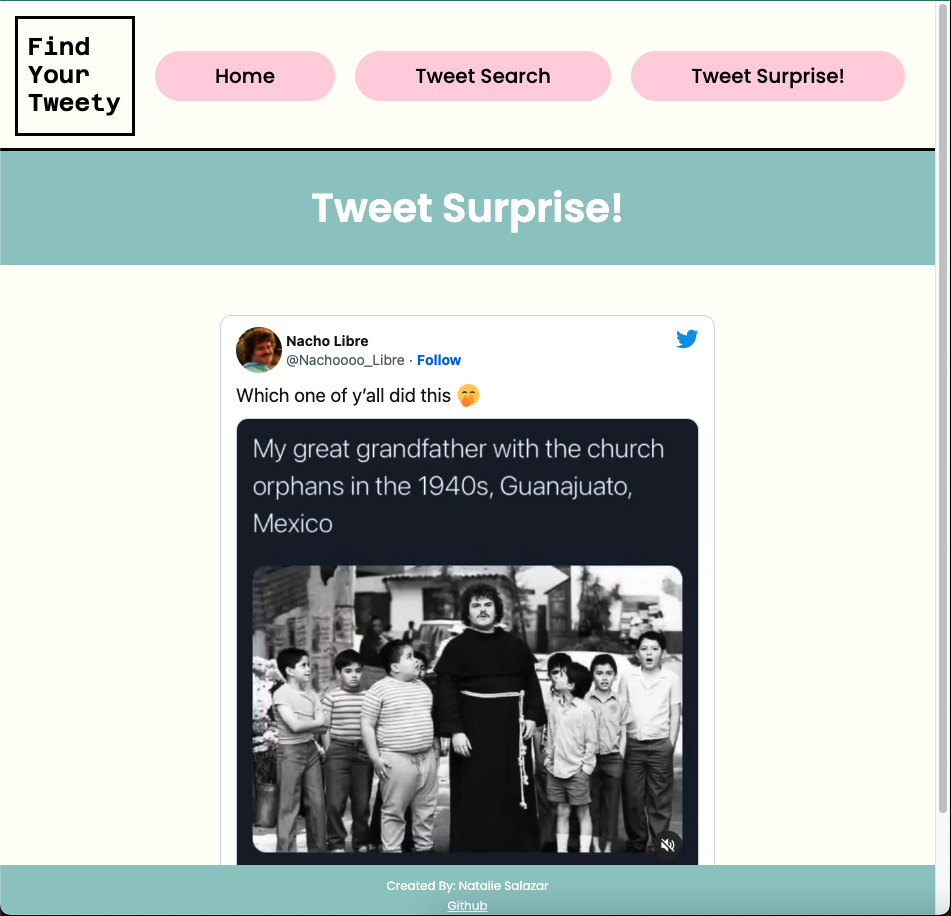 Find
Your
Tweety
Home
Tweet Search
Tweet Surprise!
Tweet Surprise!
Nacho Libre
@Nachoooo_Libre · Follow
Which one of y’all did this 🤭
My great grandfather with the church
orphans in the 1940s, Guanajuato,
Mexico
Created By: Natalie Salazar
Github